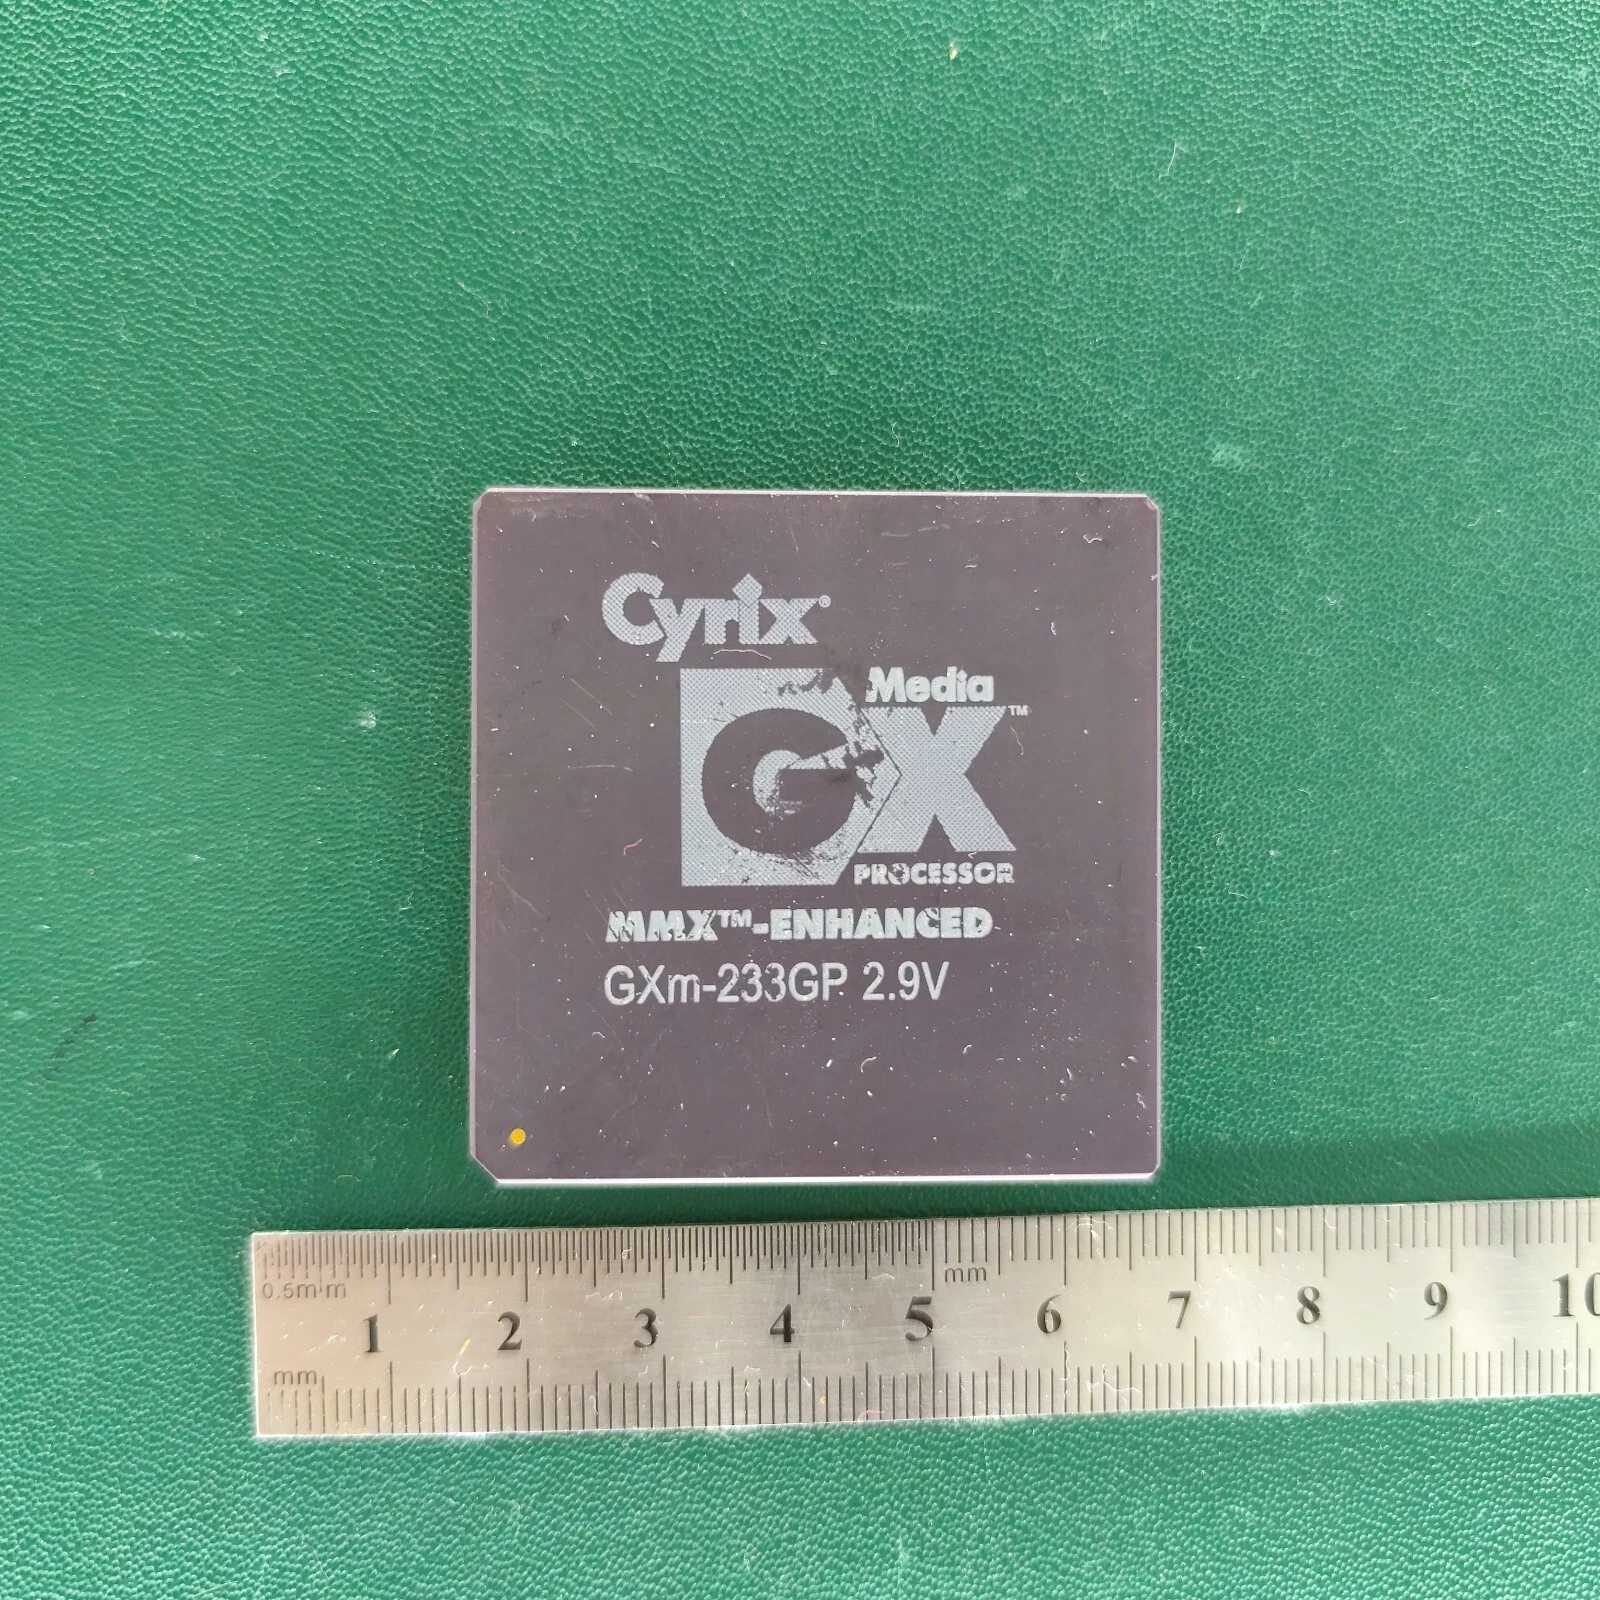 Cyrix®
Media
GX™
PROCESSOR
MMX™-ENHANCED
GXm-233GP 2.9V
0.5mm
mm
1 2 3 4 5 6 7 8 9 10
mm